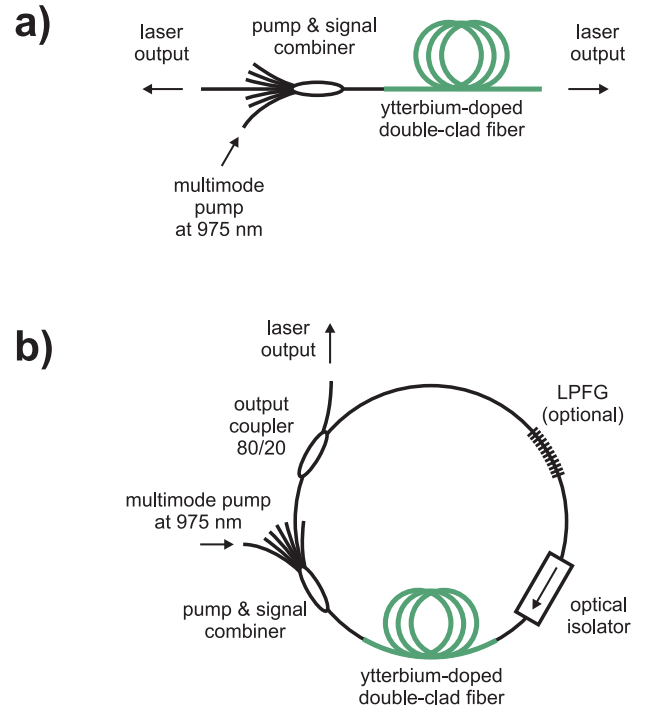 a)
laser
output
pump & signal
combiner
laser
output
ytterbium-doped
double-clad fiber
multimode
pump
at 975 nm
b)
laser
output
output
coupler
80/20
LPFG
(optional)
multimode pump
at 975 nm
pump & signal
combiner
optical
isolator
ytterbium-doped
double-clad fiber